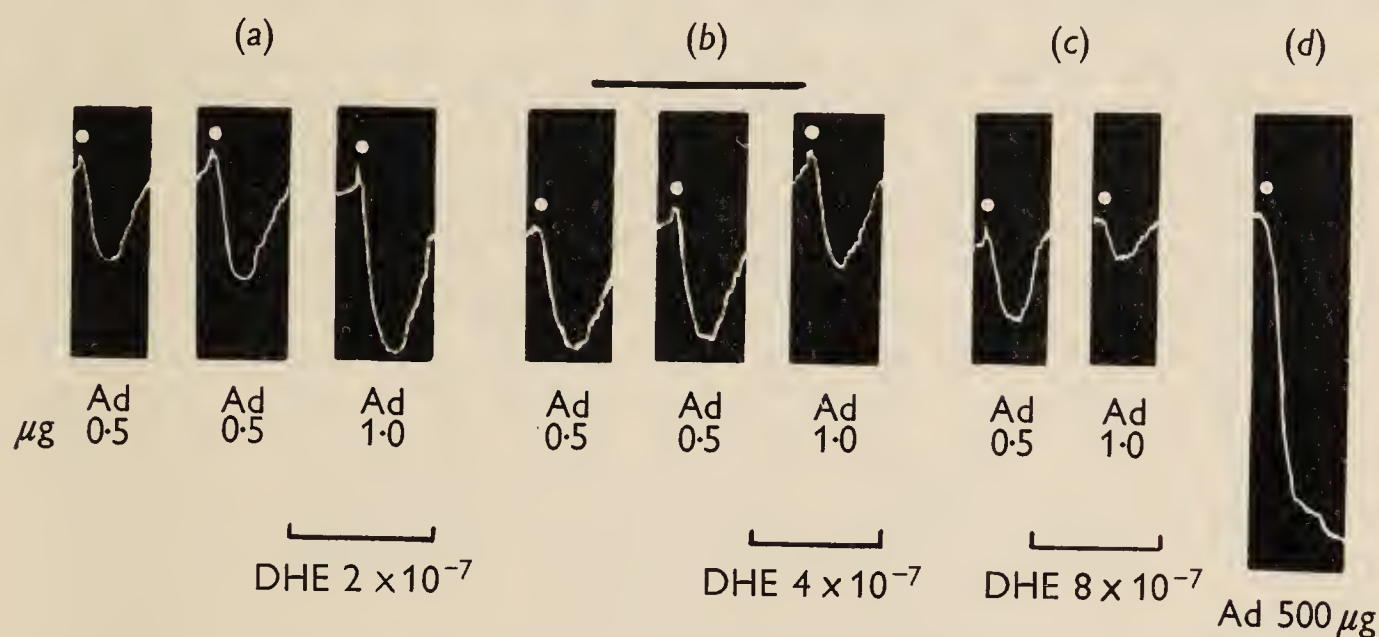 (a) (b) (c) (d)
Ad Ad Ad Ad Ad Ad Ad Ad
μg 0·5 0·5 1·0 0·5 0·5 1·0 0·5 1·0
DHE 2 × 10⁻⁷ DHE 4 × 10⁻⁷ DHE 8 × 10⁻⁷
Ad 500 μg